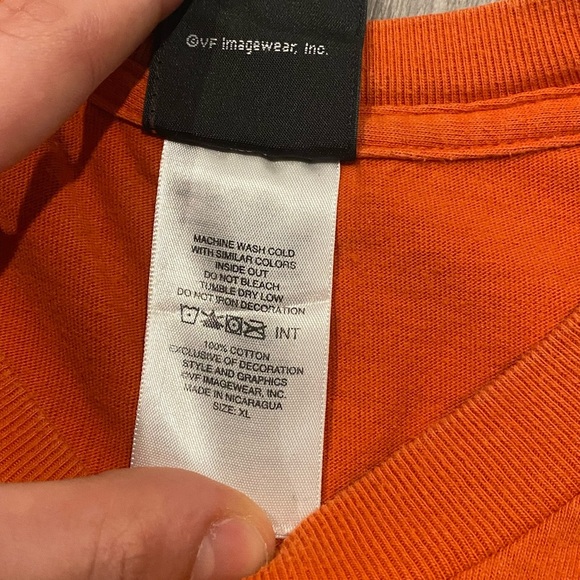 ©VF Imagewear, Inc.
MACHINE WASH COLD
WITH SIMILAR COLORS
INSIDE OUT
DO NOT BLEACH
TUMBLE DRY LOW
DO NOT IRON DECORATION
INT
100% COTTON
EXCLUSIVE OF DECORATION
STYLE AND GRAPHICS
©VF IMAGEWEAR, INC.
MADE IN NICARAGUA
SIZE: XL